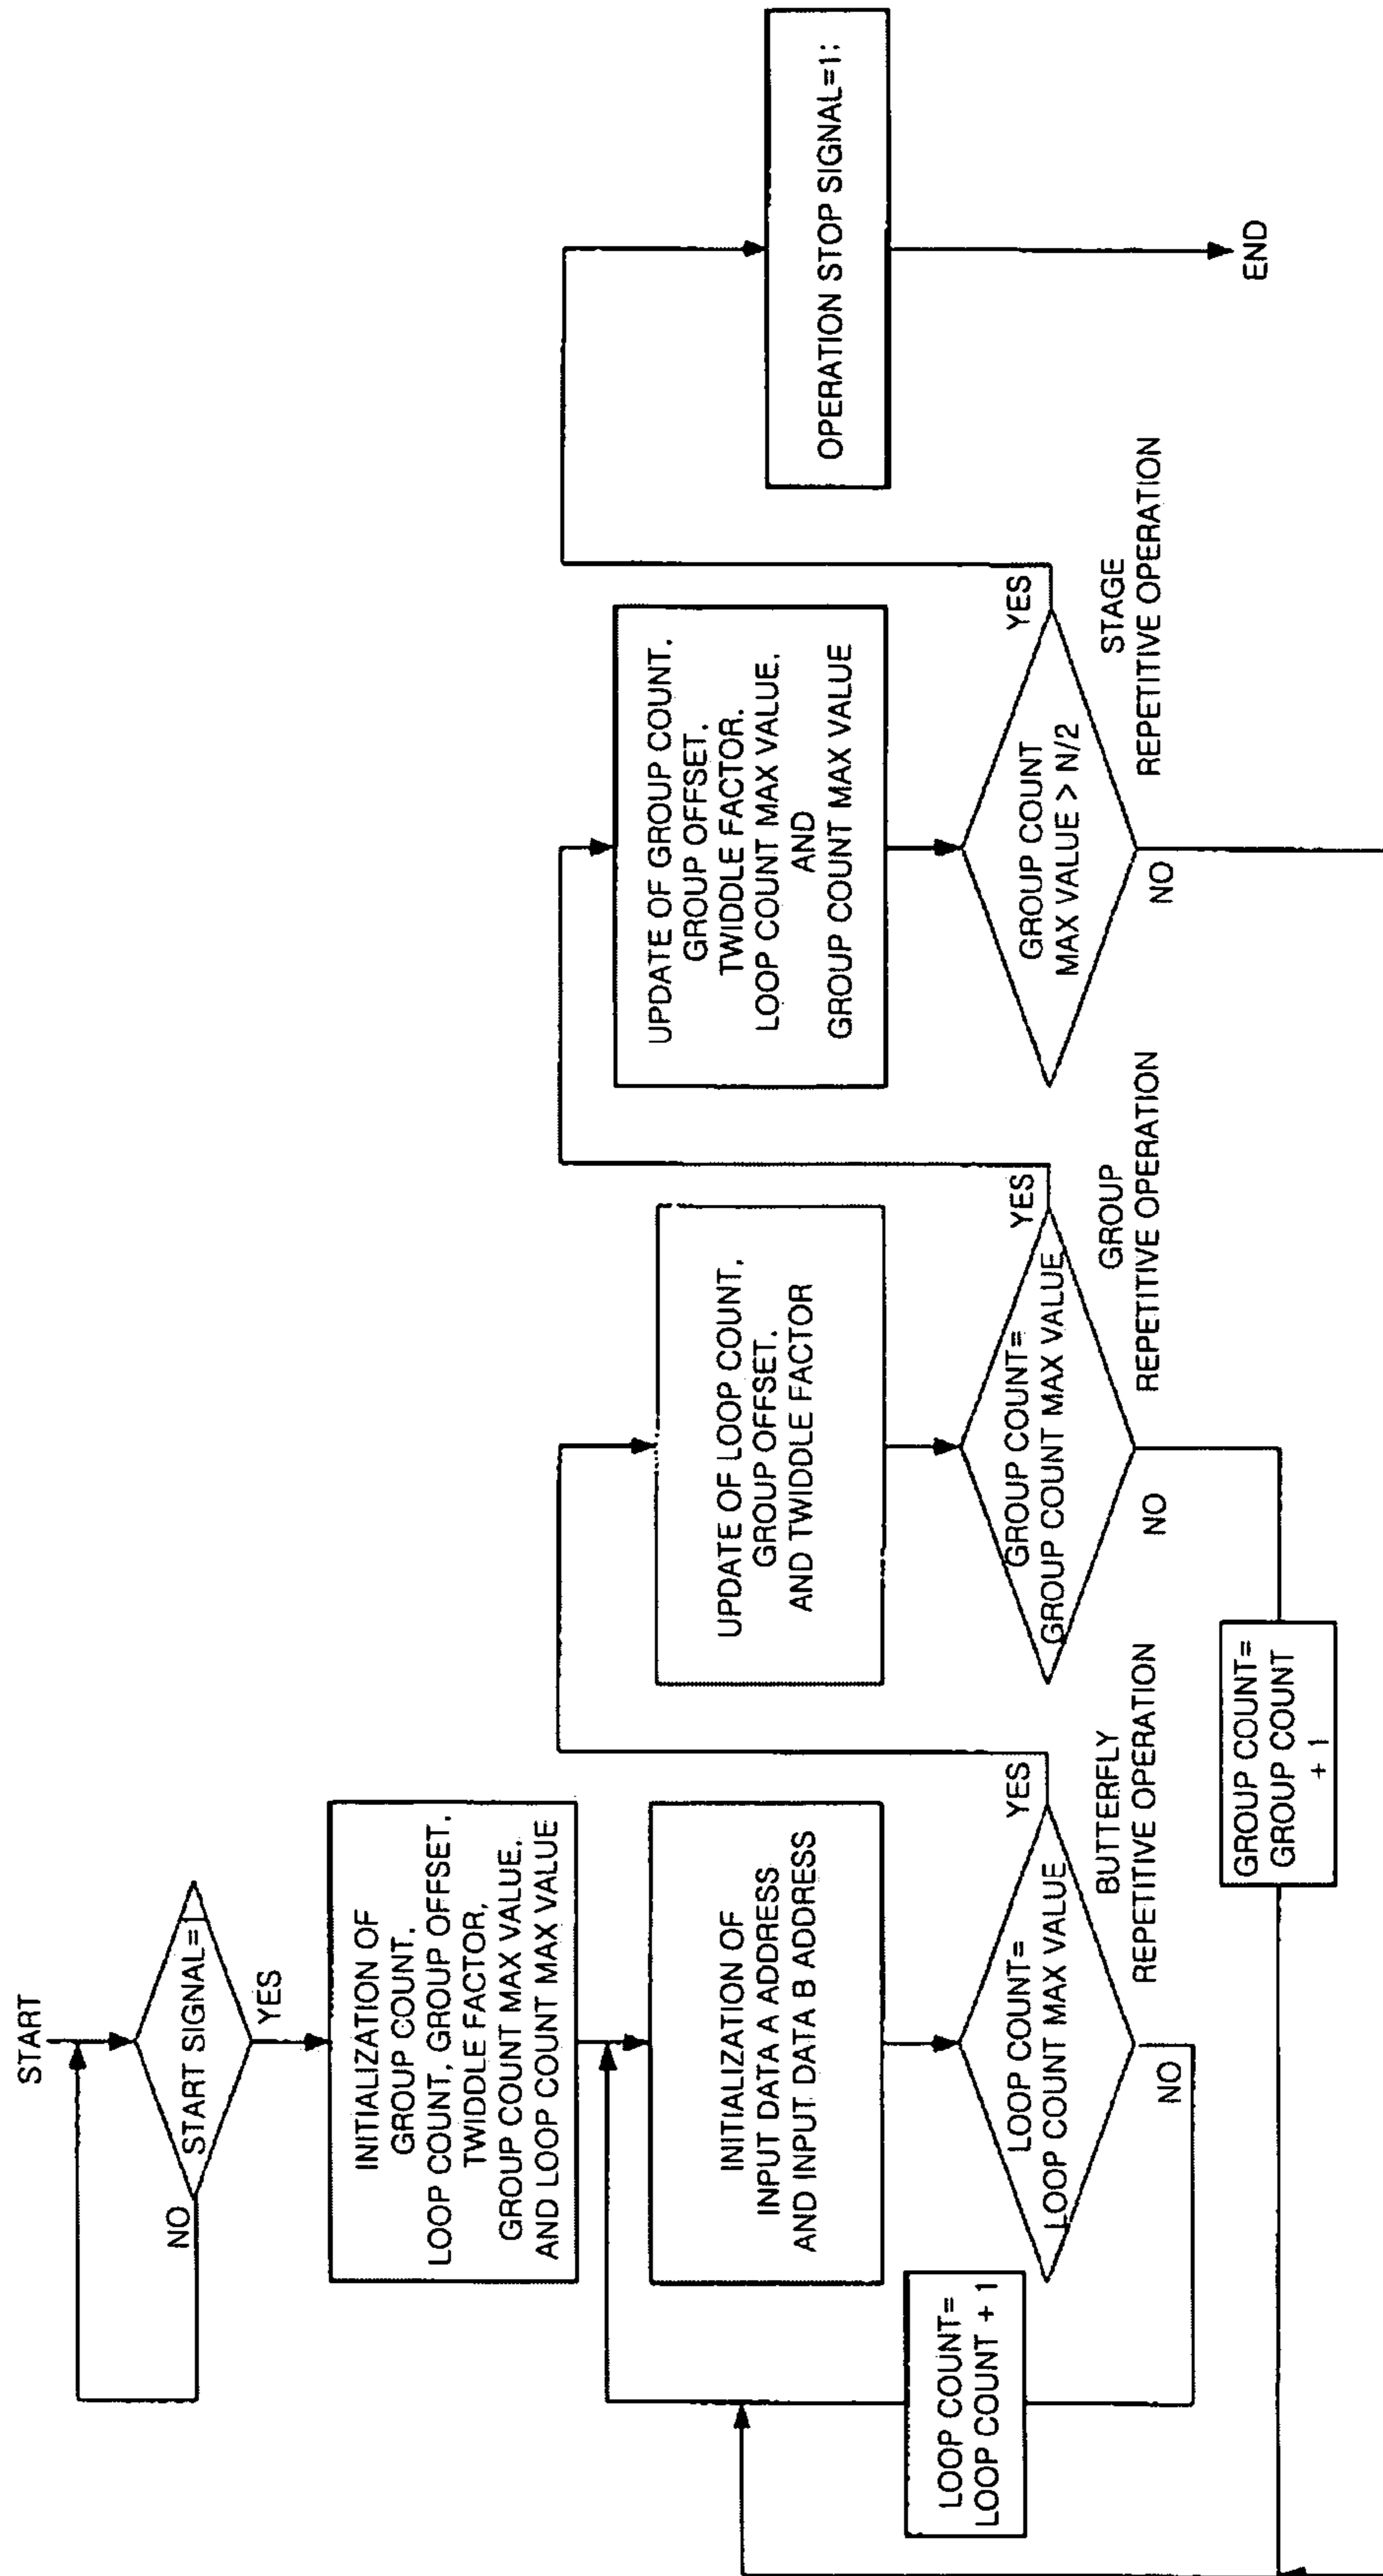 START
START SIGNAL=1
NO
YES
INITIALIZATION OF
GROUP COUNT,
LOOP COUNT, GROUP OFFSET,
TWIDDLE FACTOR,
GROUP COUNT MAX VALUE,
AND LOOP COUNT MAX VALUE
INITIALIZATION OF
INPUT DATA A ADDRESS
AND INPUT DATA B ADDRESS
LOOP COUNT=
LOOP COUNT MAX VALUE
YES
NO
BUTTERFLY
REPETITIVE OPERATION
LOOP COUNT=
LOOP COUNT + 1
UPDATE OF LOOP COUNT,
GROUP OFFSET,
AND TWIDDLE FACTOR
GROUP COUNT=
GROUP COUNT MAX VALUE
YES
NO
GROUP
REPETITIVE OPERATION
GROUP COUNT=
GROUP COUNT
+ 1
UPDATE OF GROUP COUNT,
GROUP OFFSET,
TWIDDLE FACTOR,
LOOP COUNT MAX VALUE,
AND
GROUP COUNT MAX VALUE
GROUP COUNT
MAX VALUE > N/2
YES
NO
STAGE
REPETITIVE OPERATION
OPERATION STOP SIGNAL=1;
END